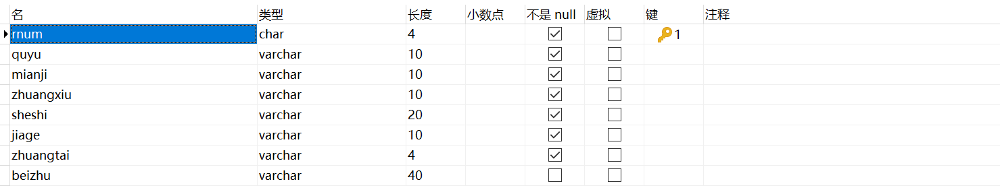 名 类型 长度 小数点 不是 null 虚拟 键 注释
rnum char 4 1
quyu varchar 10
mianji varchar 10
zhuangxiu varchar 10
sheshi varchar 20
jiage varchar 10
zhuangtai varchar 4
beizhu varchar 40